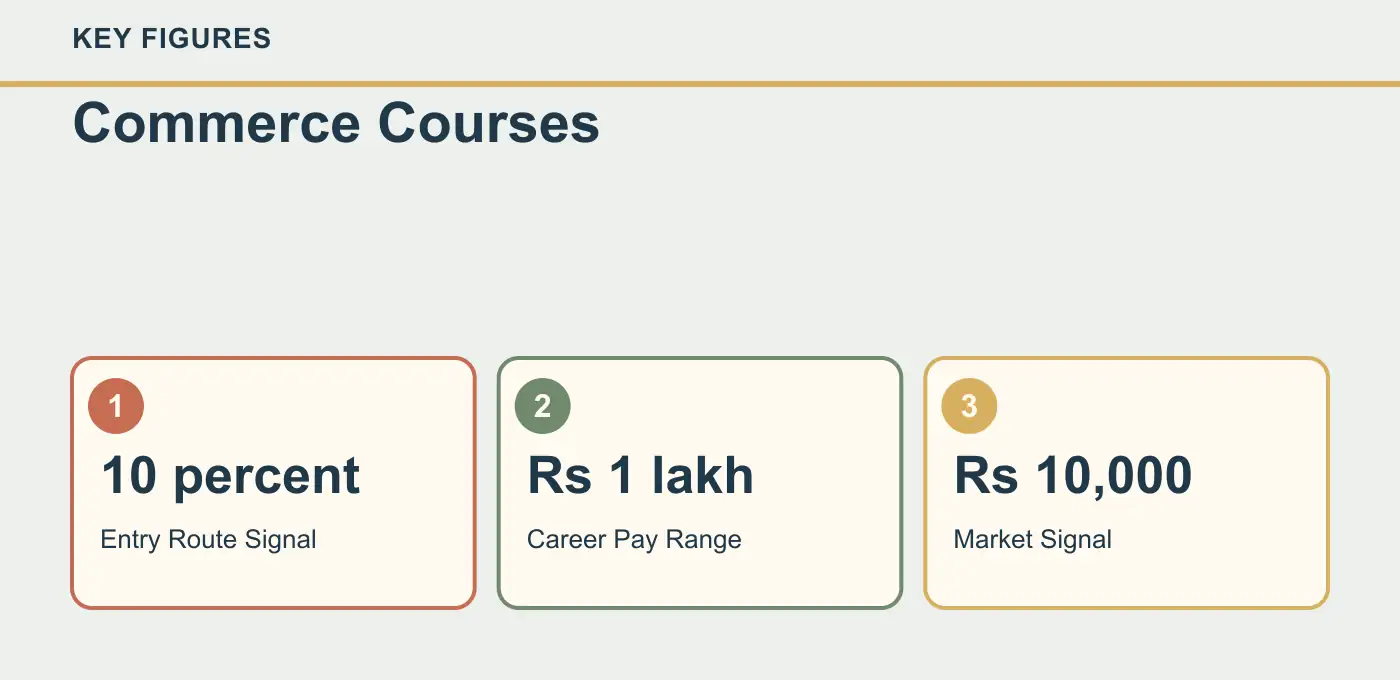 KEY FIGURES
Commerce Courses
1
10 percent
Entry Route Signal
2
Rs 1 lakh
Career Pay Range
3
Rs 10,000
Market Signal